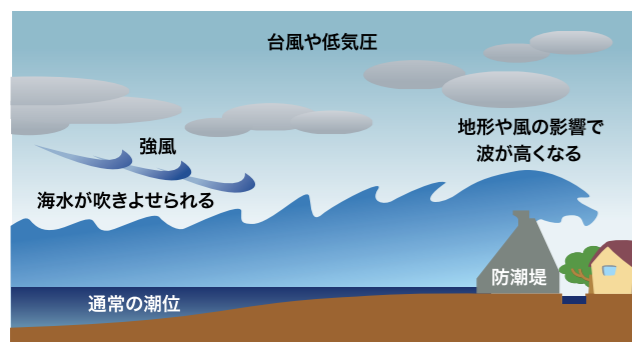 台風や低気圧
地形や風の影響で
波が高くなる
強風
海水が吹きよせられる
防潮堤
通常の潮位